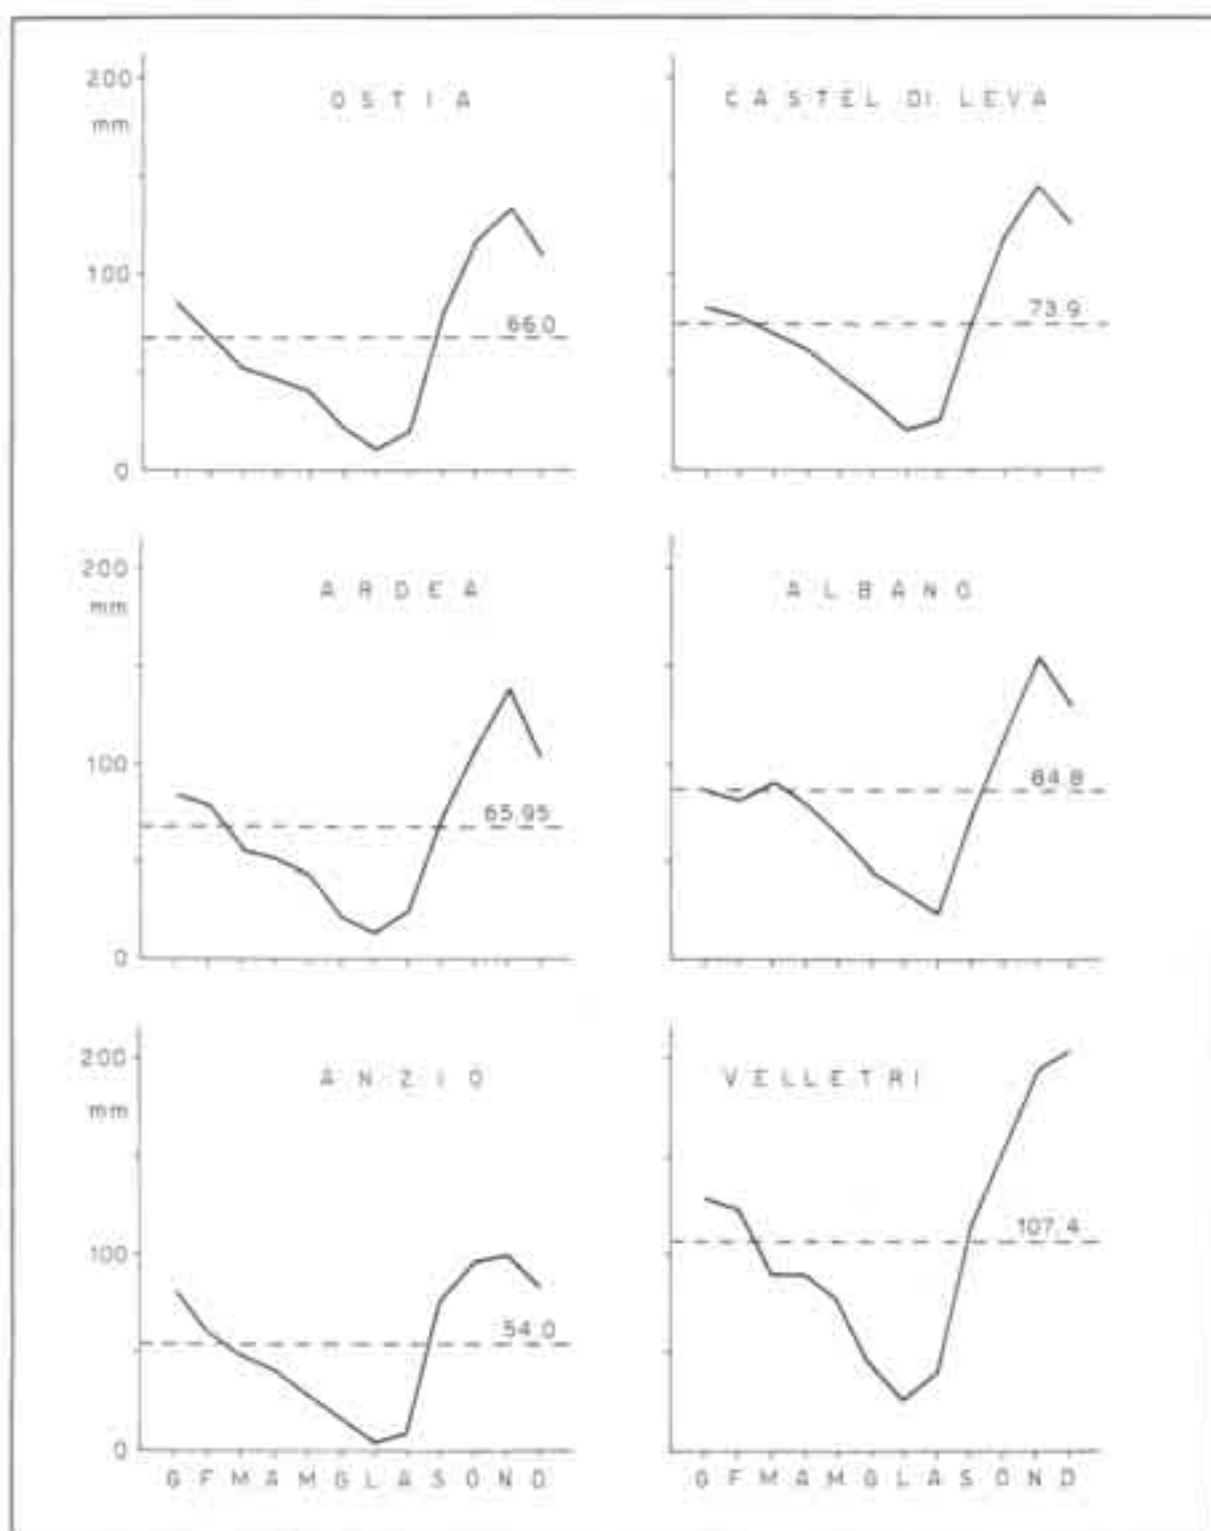 200
mm
OSTIA
100
66.0
0
CASTEL DI LEVA
73.9
200
mm
ARDEA
100
65.95
0
ALBANO
84.8
200
mm
ANZIO
100
54.0
0
G F M A M G L A S O N D
VELLETRI
107.4
G F M A M G L A S O N D